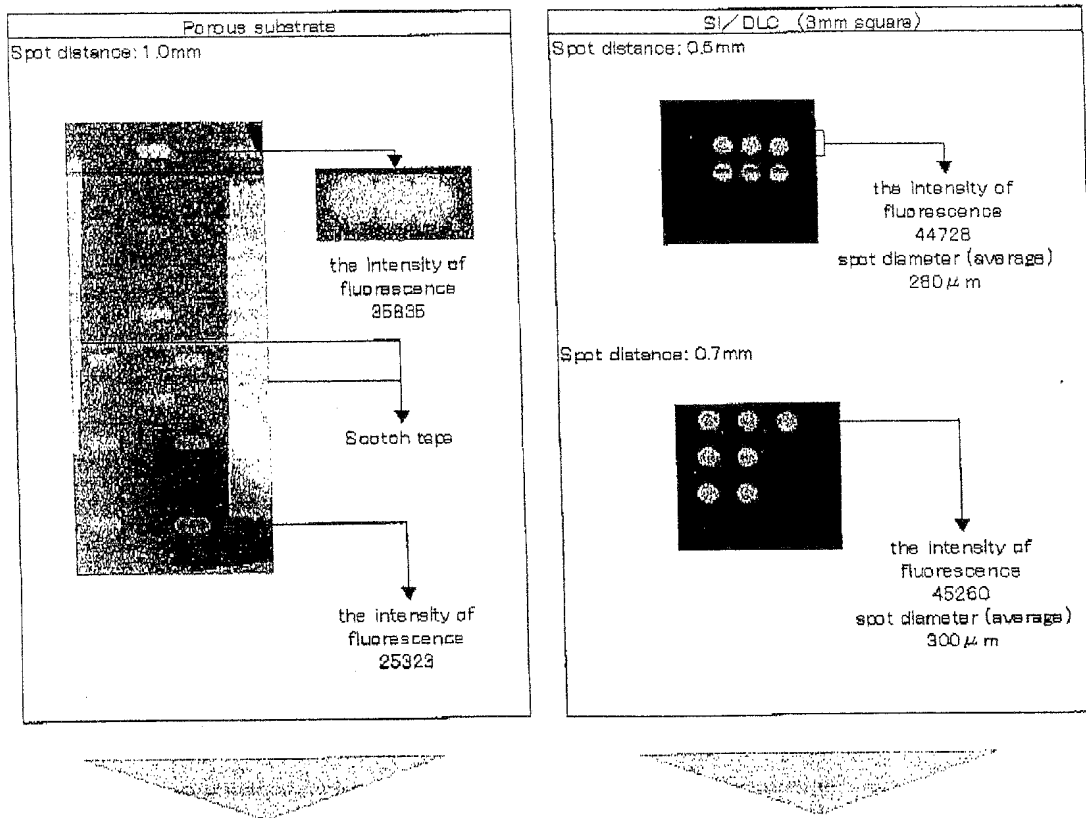 Porous substrate
Spot distance: 1.0mm
the intensity of
fluorescence
35835
Scotch tape
the intensity of
fluorescence
25323
Si/DLC (3mm square)
Spot distance: 0.5mm
the intensity of
fluorescence
44728
spot diameter (average)
280μm
Spot distance: 0.7mm
the intensity of
fluorescence
45260
spot diameter (average)
300μm